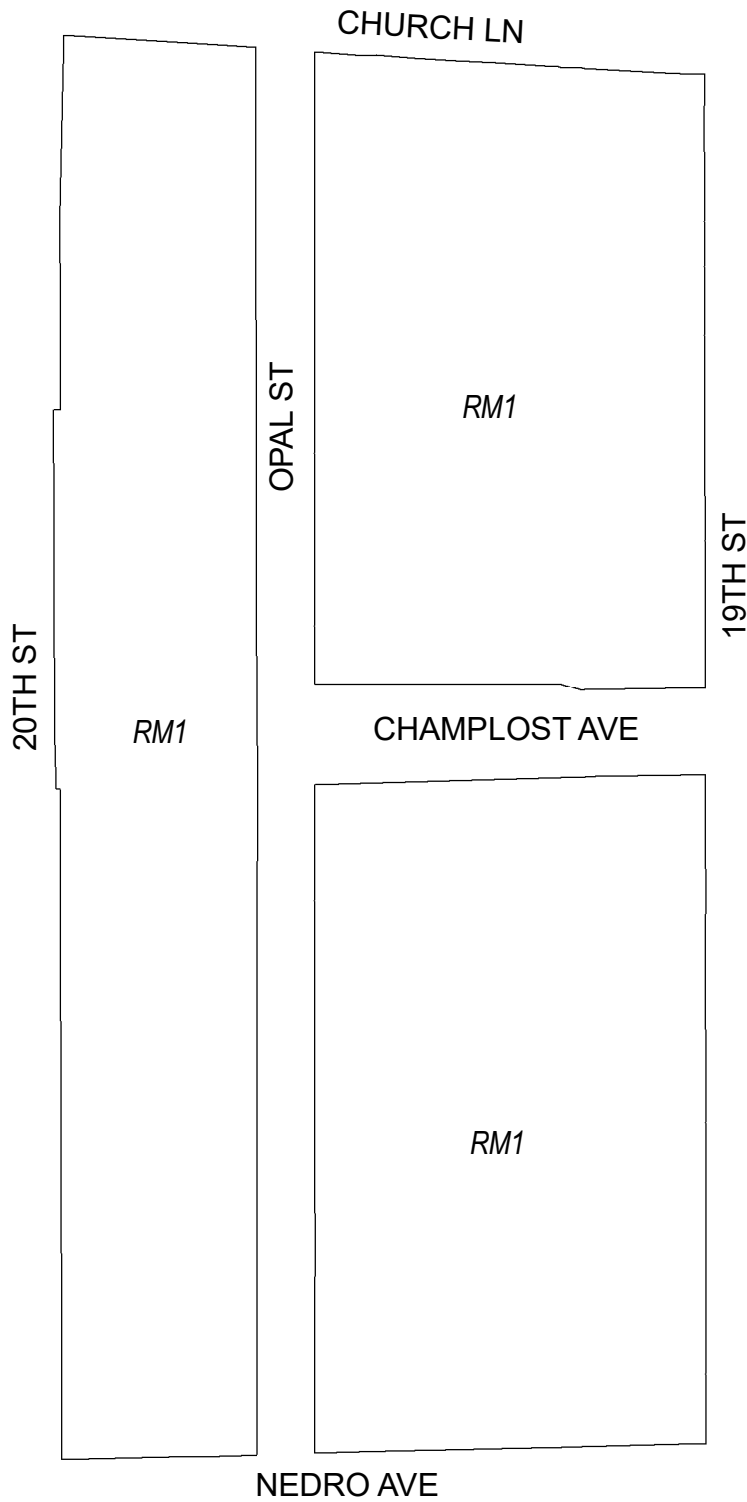 CHURCH LN
OPAL ST
RM1
19TH ST
20TH ST
RM1
CHAMPLOST AVE
RM1
NEDRO AVE